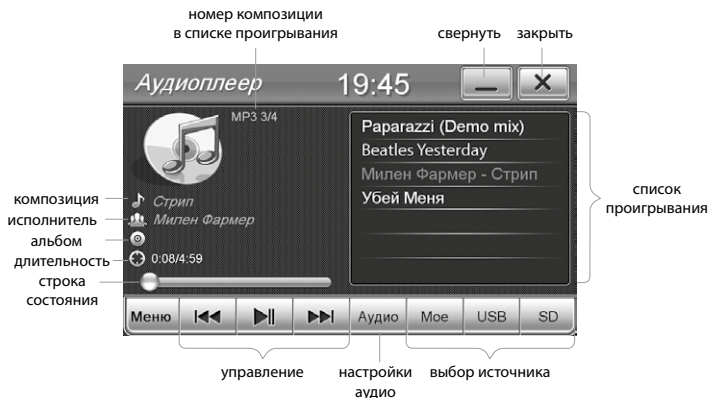 номер композиции
в списке проигрывания
свернуть
закрыть
Аудиоплеер
19:45
MP3 3/4
Paparazzi (Demo mix)
Beatles Yesterday
Милен Фармер - Стрип
Убей Меня
список
проигрывания
композиция
Стрип
исполнитель
Милен Фармер
альбом
длительность
0:08/4:59
строка
состояния
Меню
Аудио
Мое
USB
SD
управление
настройки
аудио
выбор источника